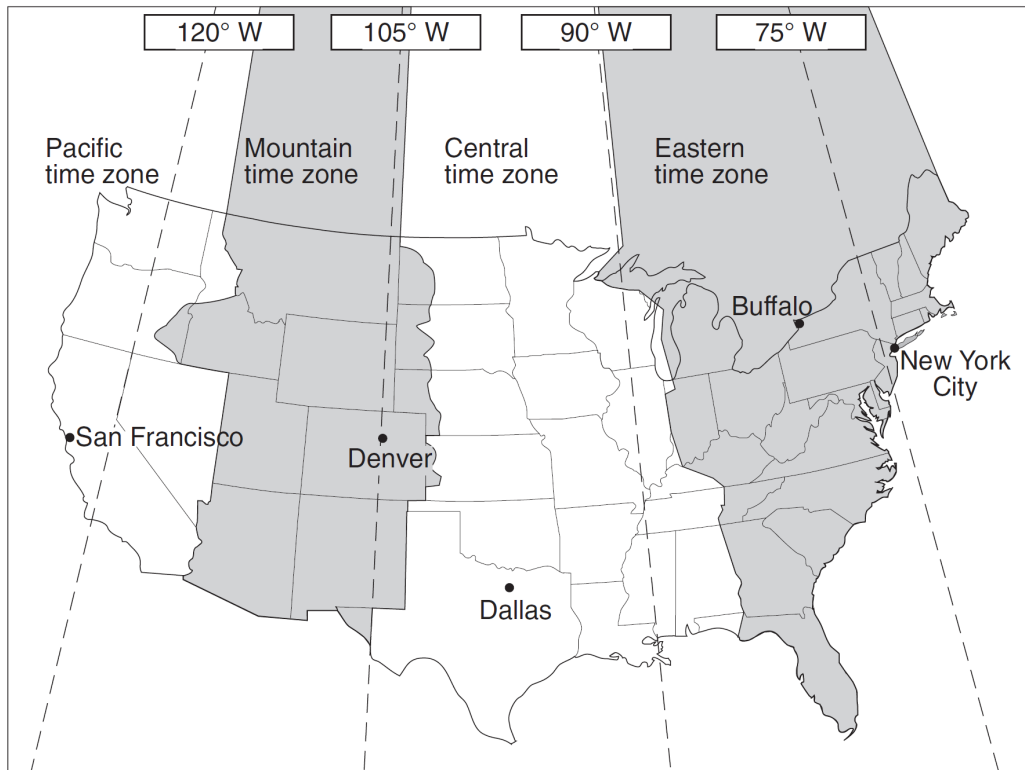 120° W
105° W
90° W
75° W
Pacific
time zone
Mountain
time zone
Central
time zone
Eastern
time zone
Buffalo
New York
City
San Francisco
Denver
Dallas